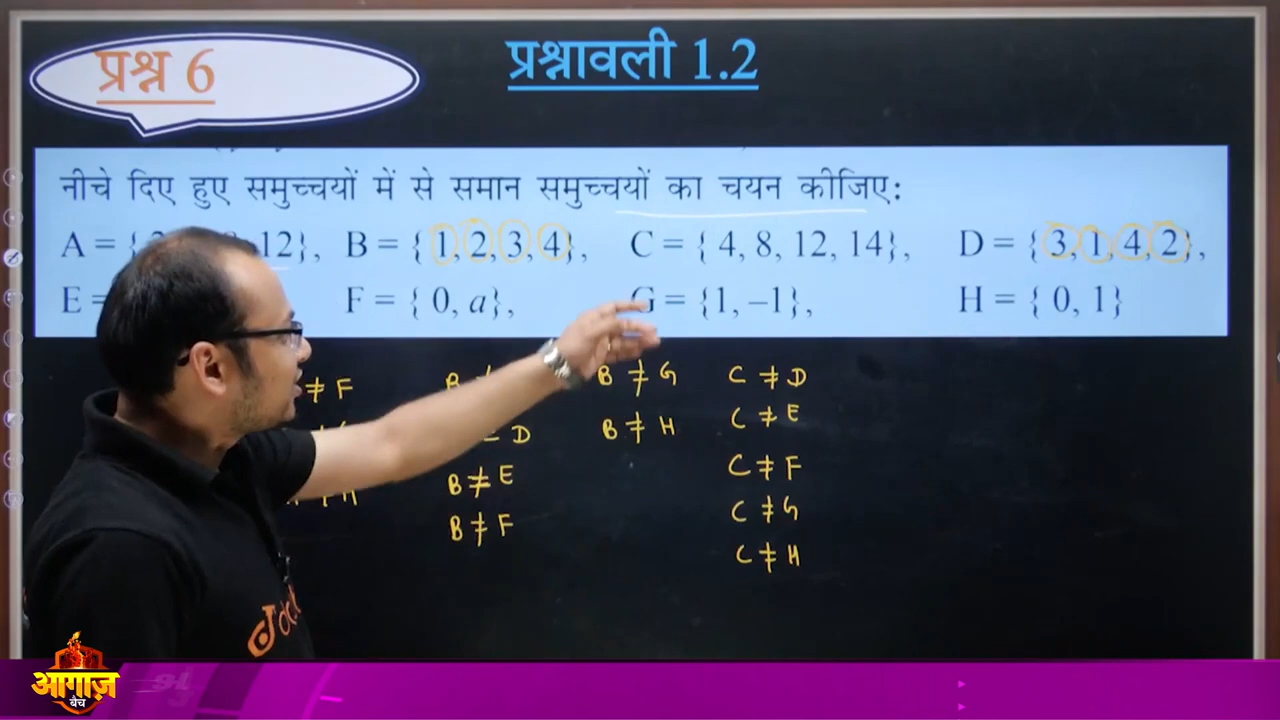 प्रश्न 6
प्रश्नावली 1.2
नीचे दिए हुए समुच्चयों में से समान समुच्चयों का चयन कीजिए:
A = { 12}, B = {1,2,3,4}, C = { 4, 8, 12, 14}, D = {3,1,4,2},
E = F = { 0, a}, G = {1, –1}, H = { 0, 1}
≠ F B B ≠ G C ≠ D
D B ≠ H C ≠ E
B ≠ E C ≠ F
B ≠ F C ≠ G
C ≠ H
आगाज़
बैच